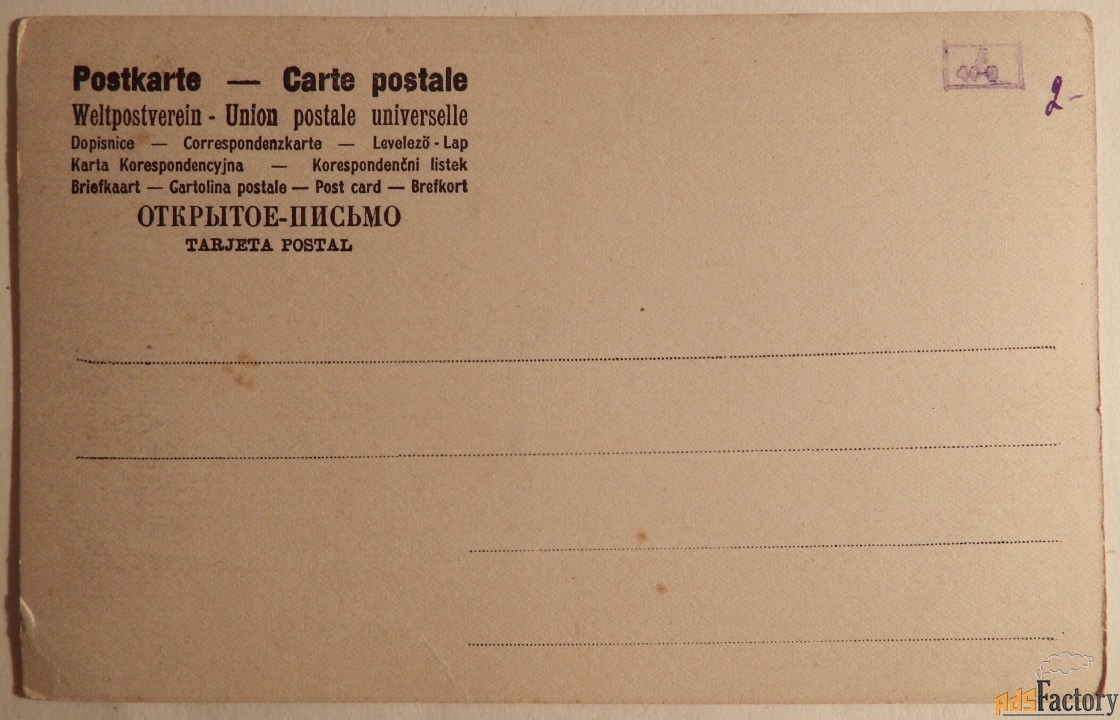 Postkarte — Carte postale
Weltpostverein - Union postale universelle
Dopisnice — Correspondenzkarte — Levelezö - Lap
Karta Korespondencyjna — Korespondenčni listek
Briefkaart — Cartolina postale — Post card — Brefkort
ОТКРЫТОЕ-ПИСЬМО
TARJETA POSTAL
2-
AdsFactory